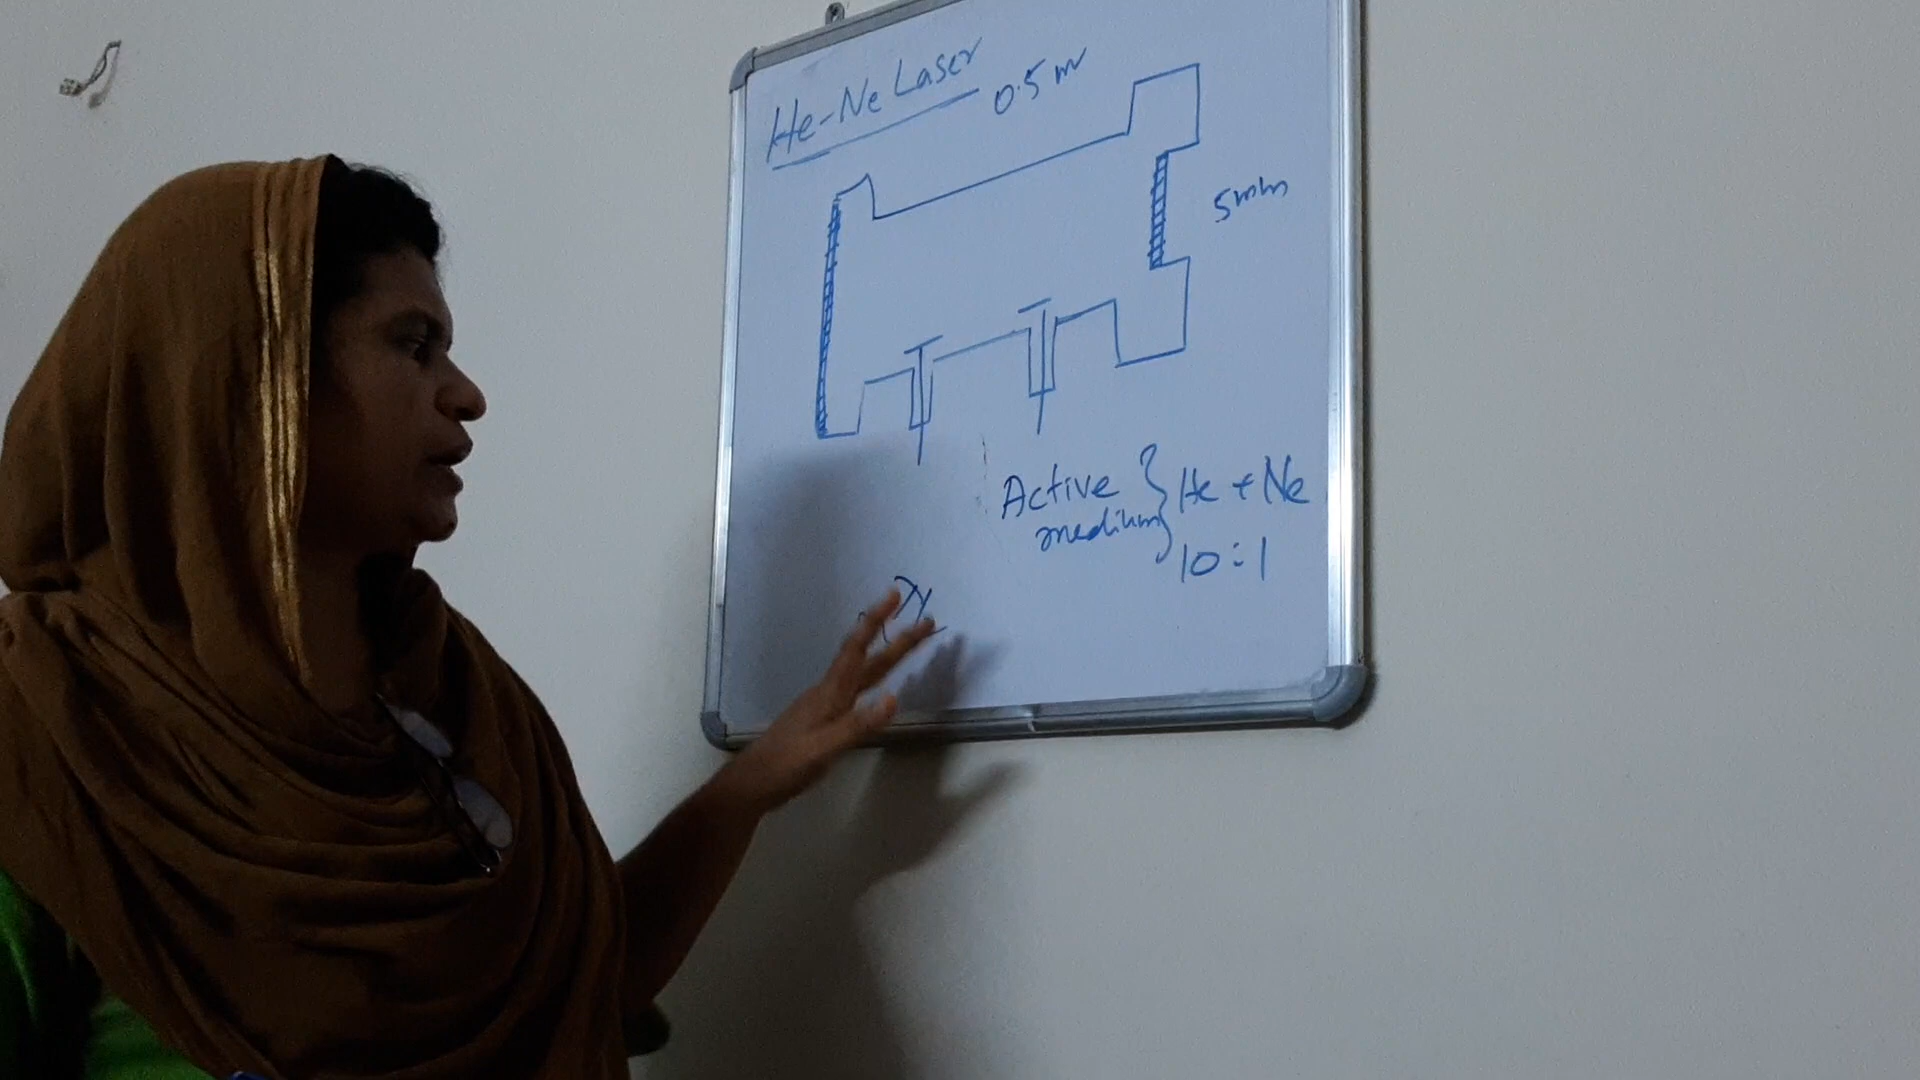 He-Ne Laser
0.5 m
5mm
Active } He + Ne
medium
10:1